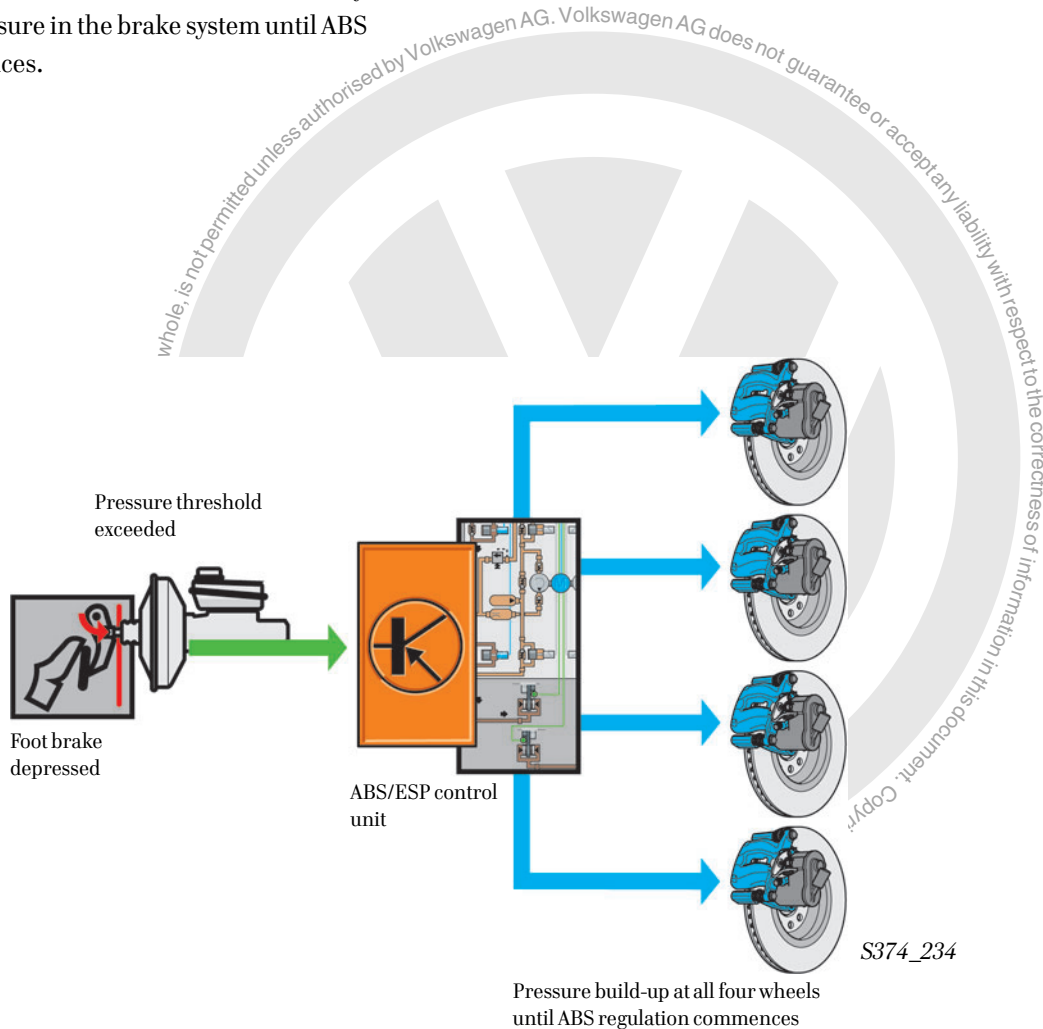 sure in the brake system until ABS
ces.
whole, is not permitted unless authorised by Volkswagen AG. Volkswagen AG does not guarantee or accept any liability with respect to the correctness of information in this document. Copyri
Pressure threshold
exceeded
Foot brake
depressed
ABS/ESP control
unit
S374_234
Pressure build-up at all four wheels
until ABS regulation commences